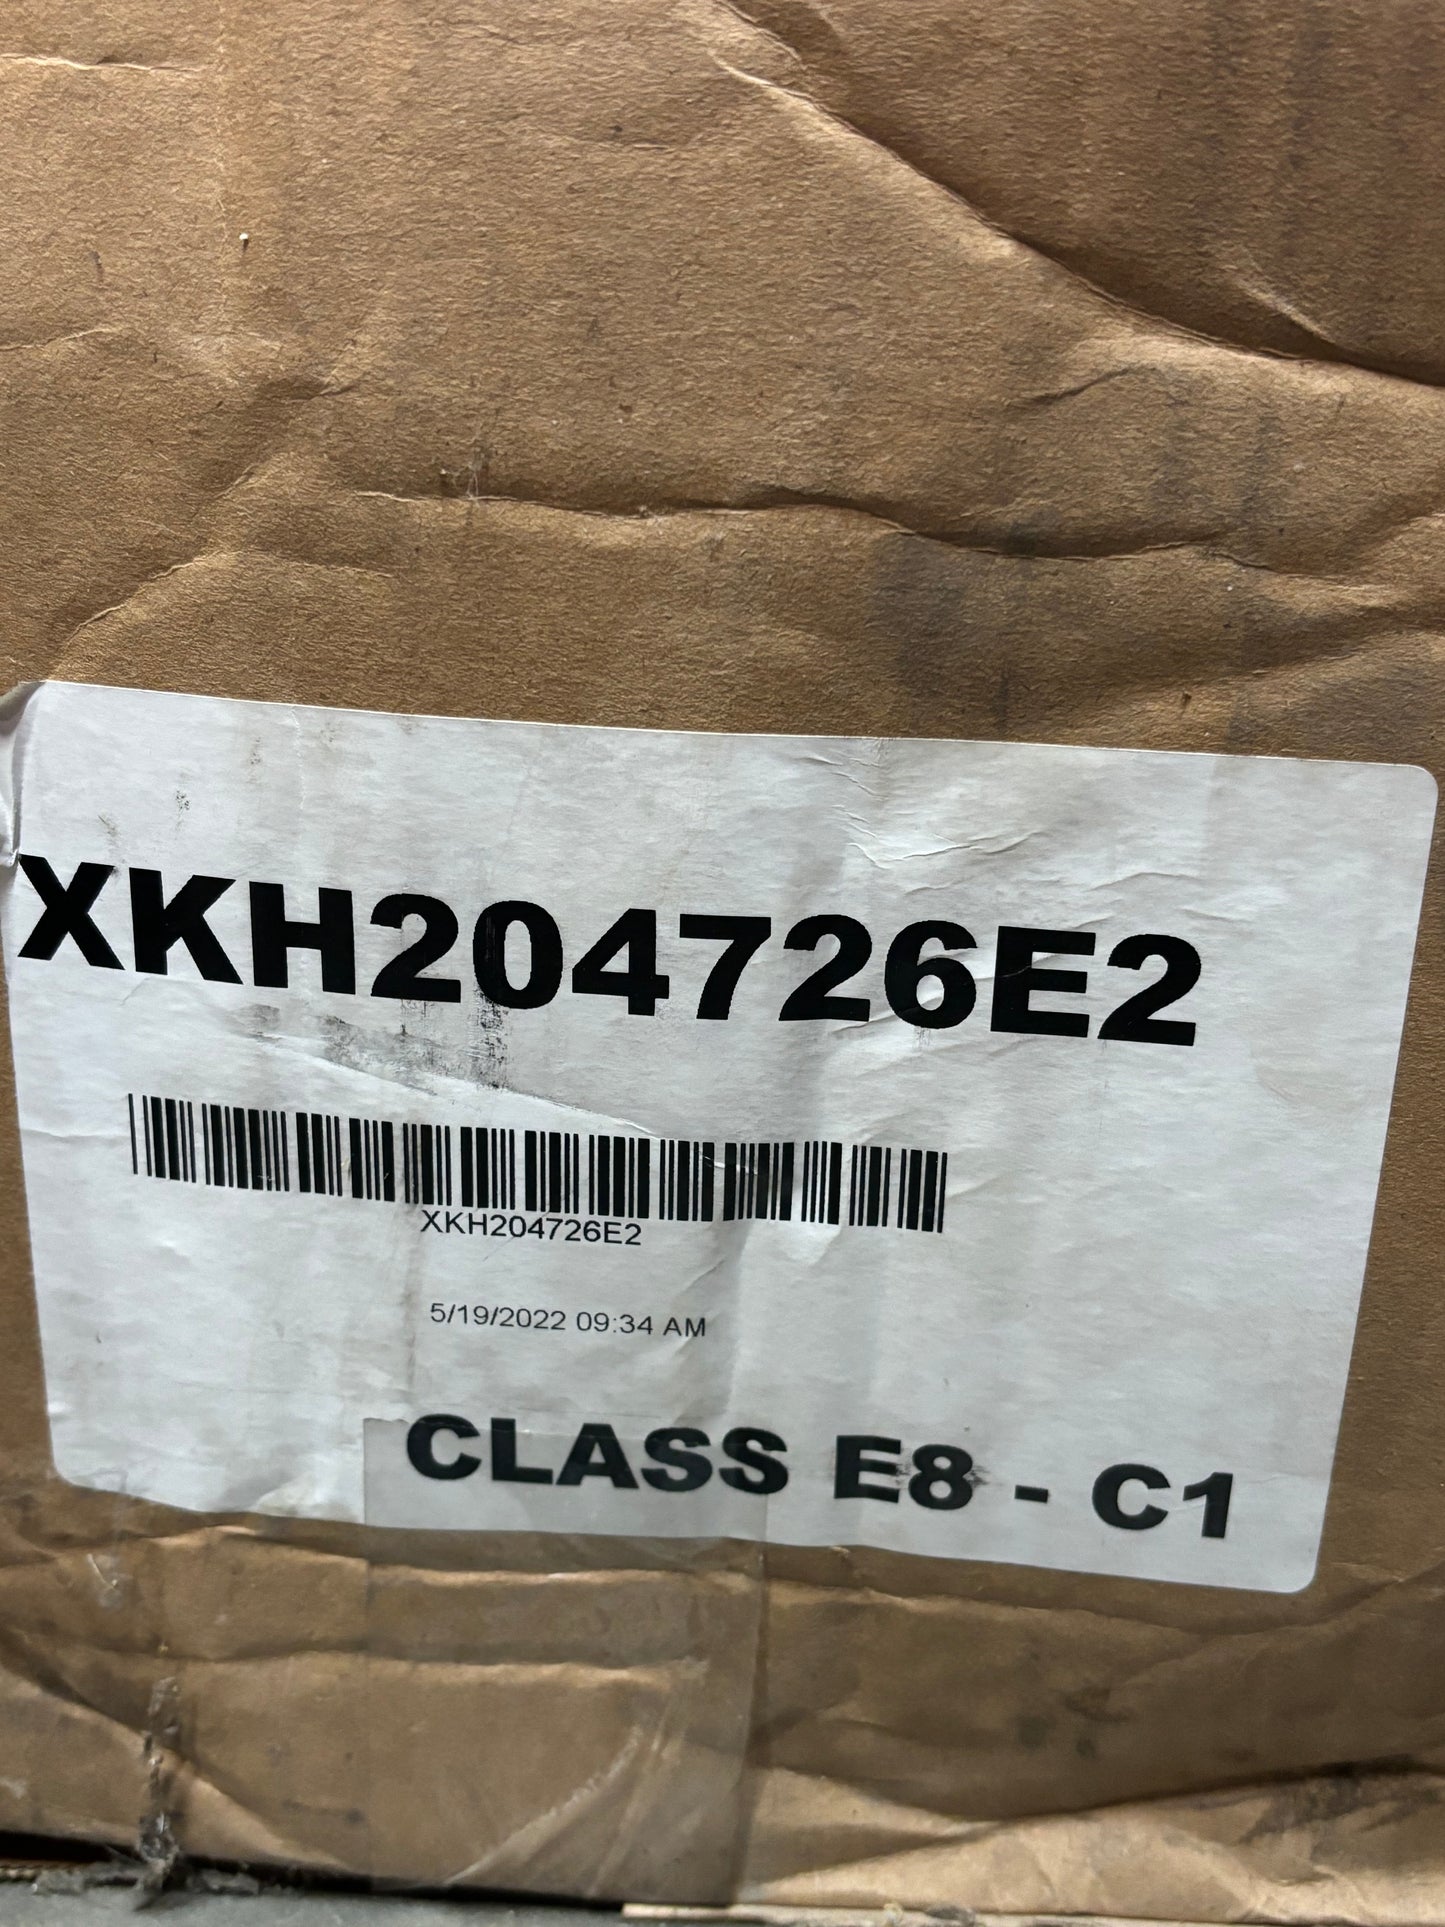 XKH204726E2
XKH204726E2
5/19/2022 09:34 AM
CLASS E8 - C1